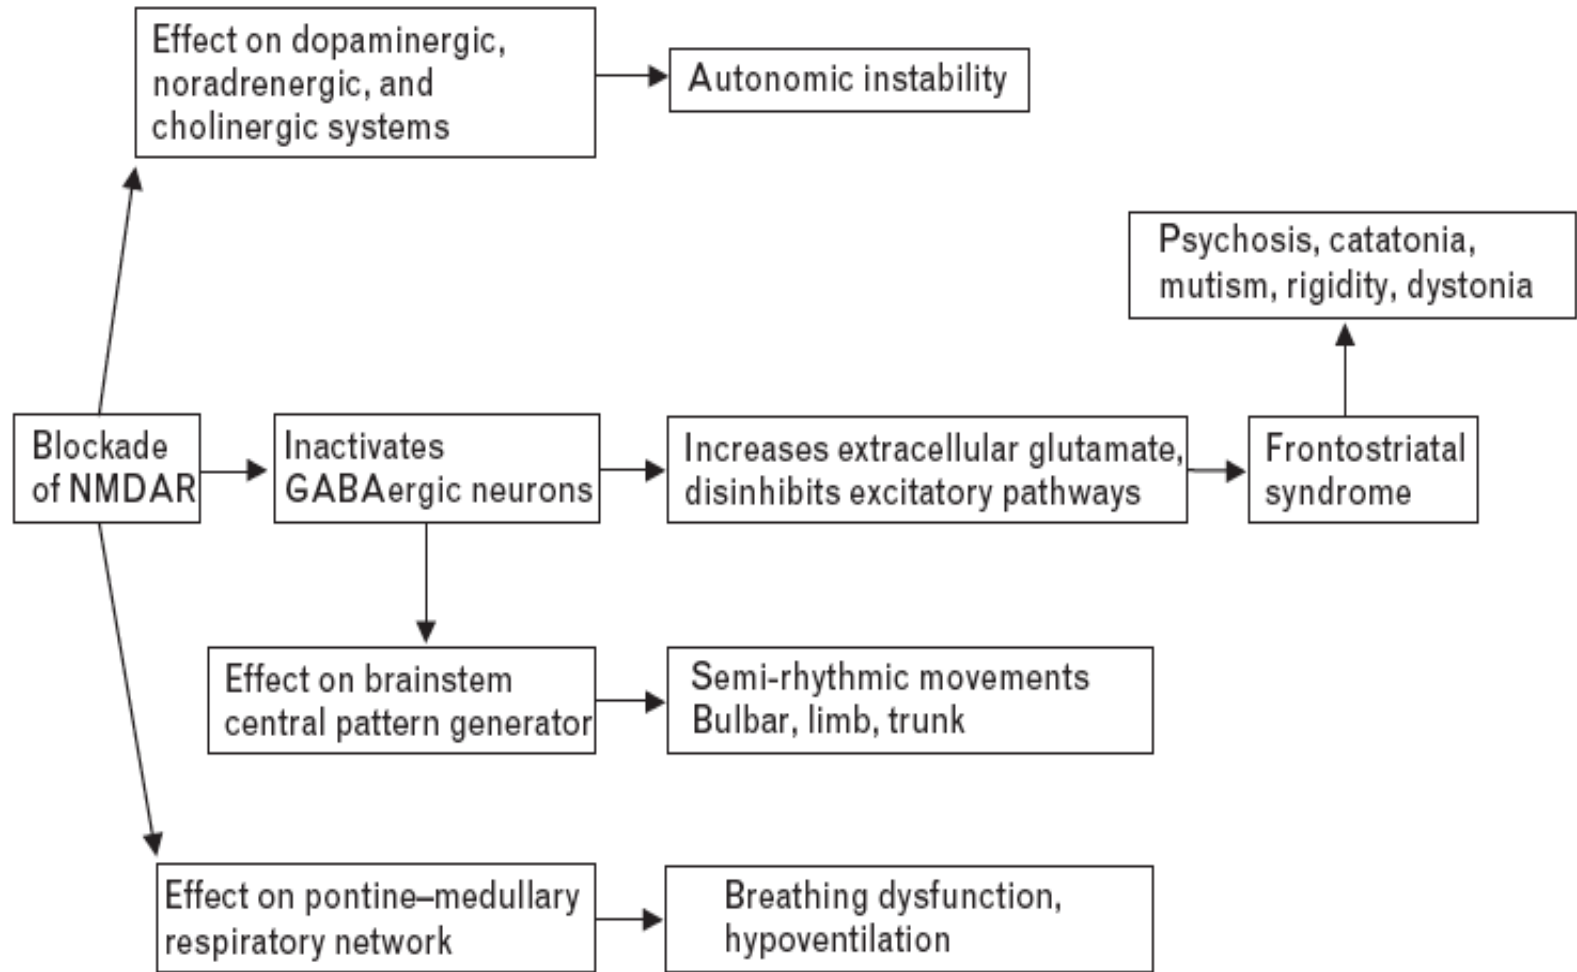 Effect on dopaminergic,
noradrenergic, and
cholinergic systems
Autonomic instability
Psychosis, catatonia,
mutism, rigidity, dystonia
Blockade
of NMDAR
Inactivates
GABAergic neurons
Increases extracellular glutamate,
disinhibits excitatory pathways
Frontostriatal
syndrome
Effect on brainstem
central pattern generator
Semi-rhythmic movements
Bulbar, limb, trunk
Effect on pontine–medullary
respiratory network
Breathing dysfunction,
hypoventilation